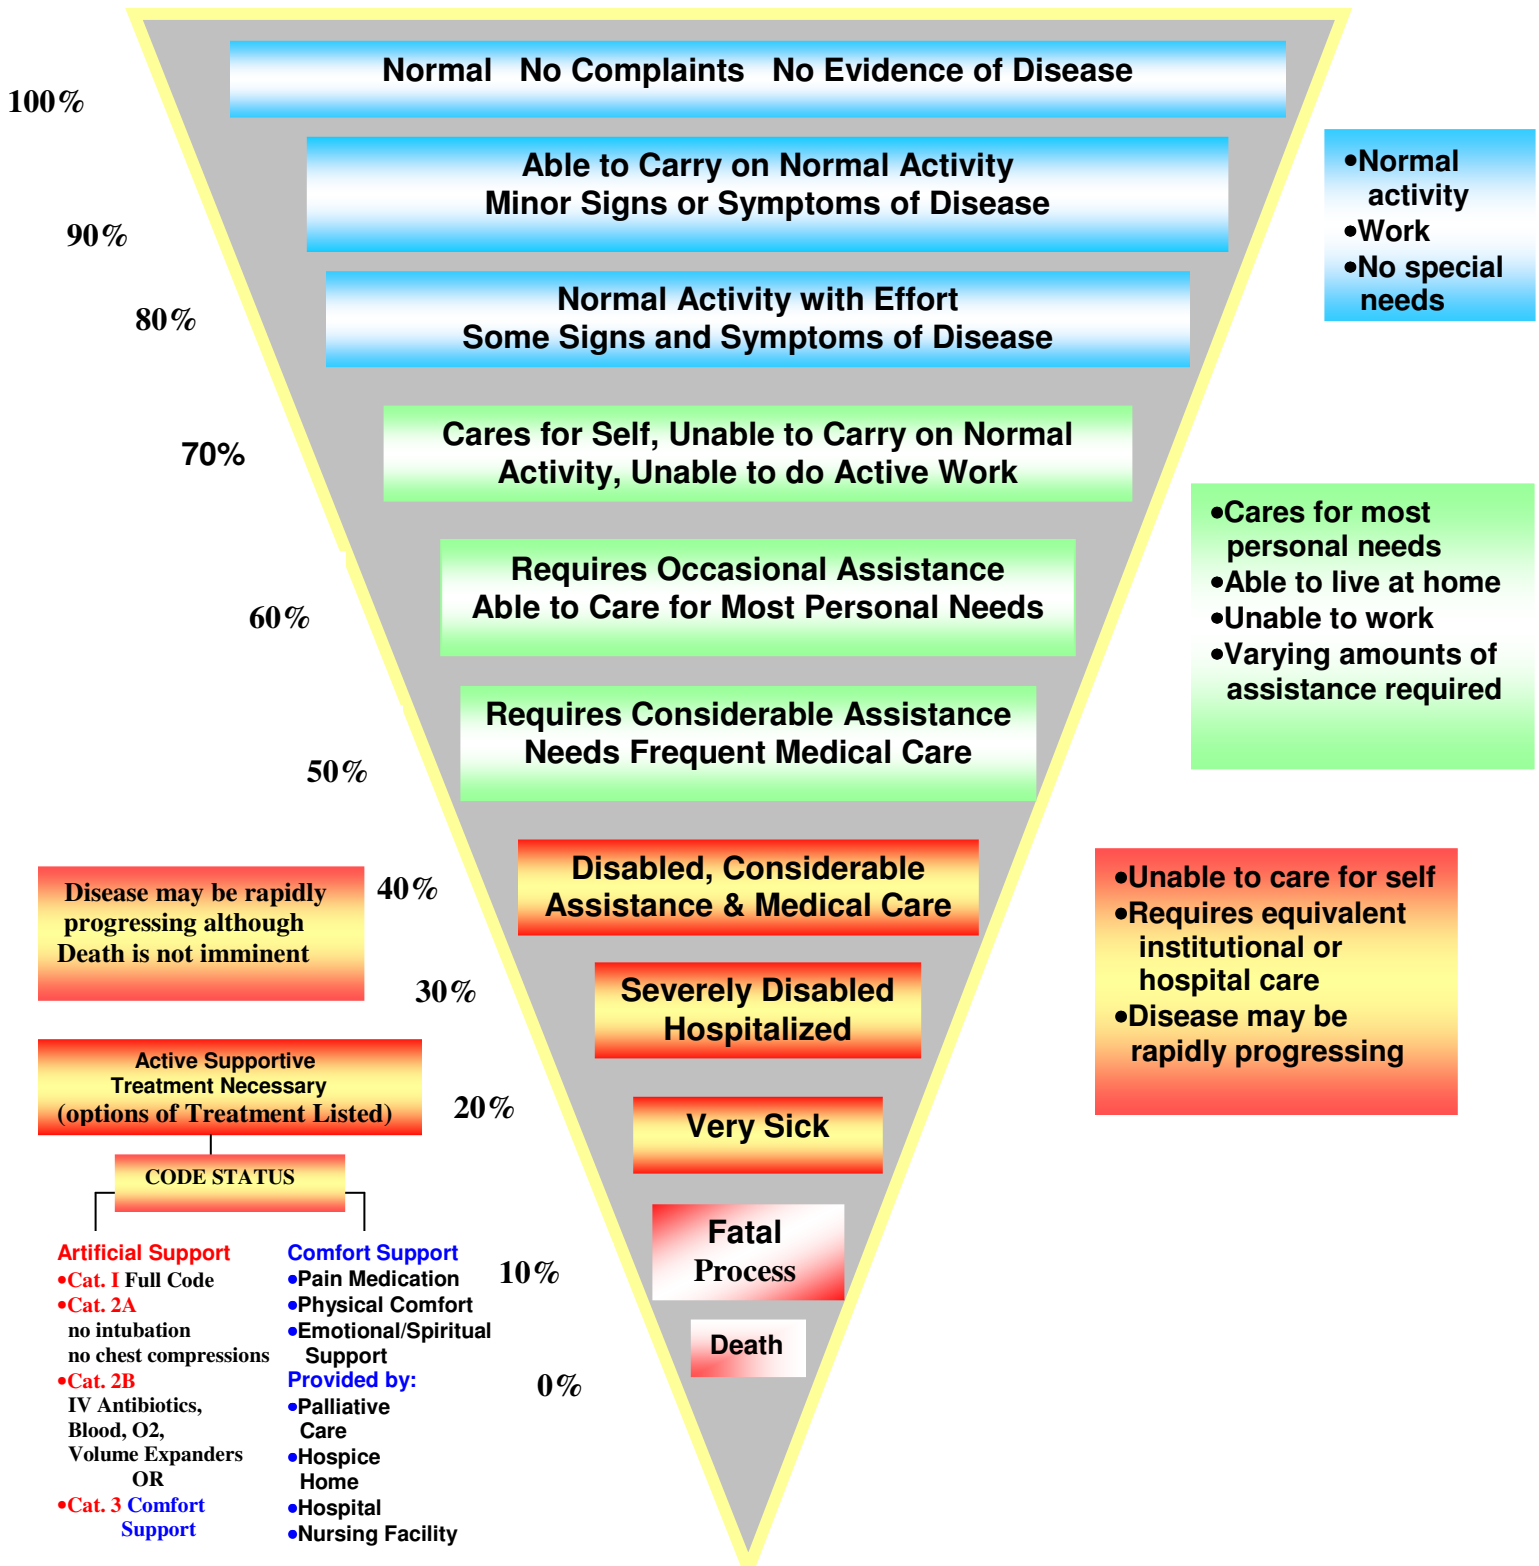 Normal   No Complaints   No Evidence of Disease
100%
Able to Carry on Normal Activity
Minor Signs or Symptoms of Disease
90%
•Normal
activity
•Work
•No special
needs
Normal Activity with Effort
Some Signs and Symptoms of Disease
80%
Cares for Self, Unable to Carry on Normal
Activity, Unable to do Active Work
70%
Requires Occasional Assistance
Able to Care for Most Personal Needs
60%
•Cares for most
personal needs
•Able to live at home
•Unable to work
•Varying amounts of
assistance required
Requires Considerable Assistance
Needs Frequent Medical Care
50%
Disabled, Considerable
Assistance & Medical Care
40%
Disease may be rapidly
progressing although
Death is not imminent
•Unable to care for self
•Requires equivalent
institutional or
hospital care
•Disease may be
rapidly progressing
Severely Disabled
Hospitalized
30%
Active Supportive
Treatment Necessary
(options of Treatment Listed)
20%
Very Sick
CODE STATUS
Fatal
Process
10%
Death
0%
Artificial Support
•Cat. I Full Code
•Cat. 2A
no intubation
no chest compressions
•Cat. 2B
IV Antibiotics,
Blood, O2,
Volume Expanders
OR
•Cat. 3 Comfort
Support
Comfort Support
•Pain Medication
•Physical Comfort
•Emotional/Spiritual
Support
Provided by:
•Palliative
Care
•Hospice
Home
•Hospital
•Nursing Facility